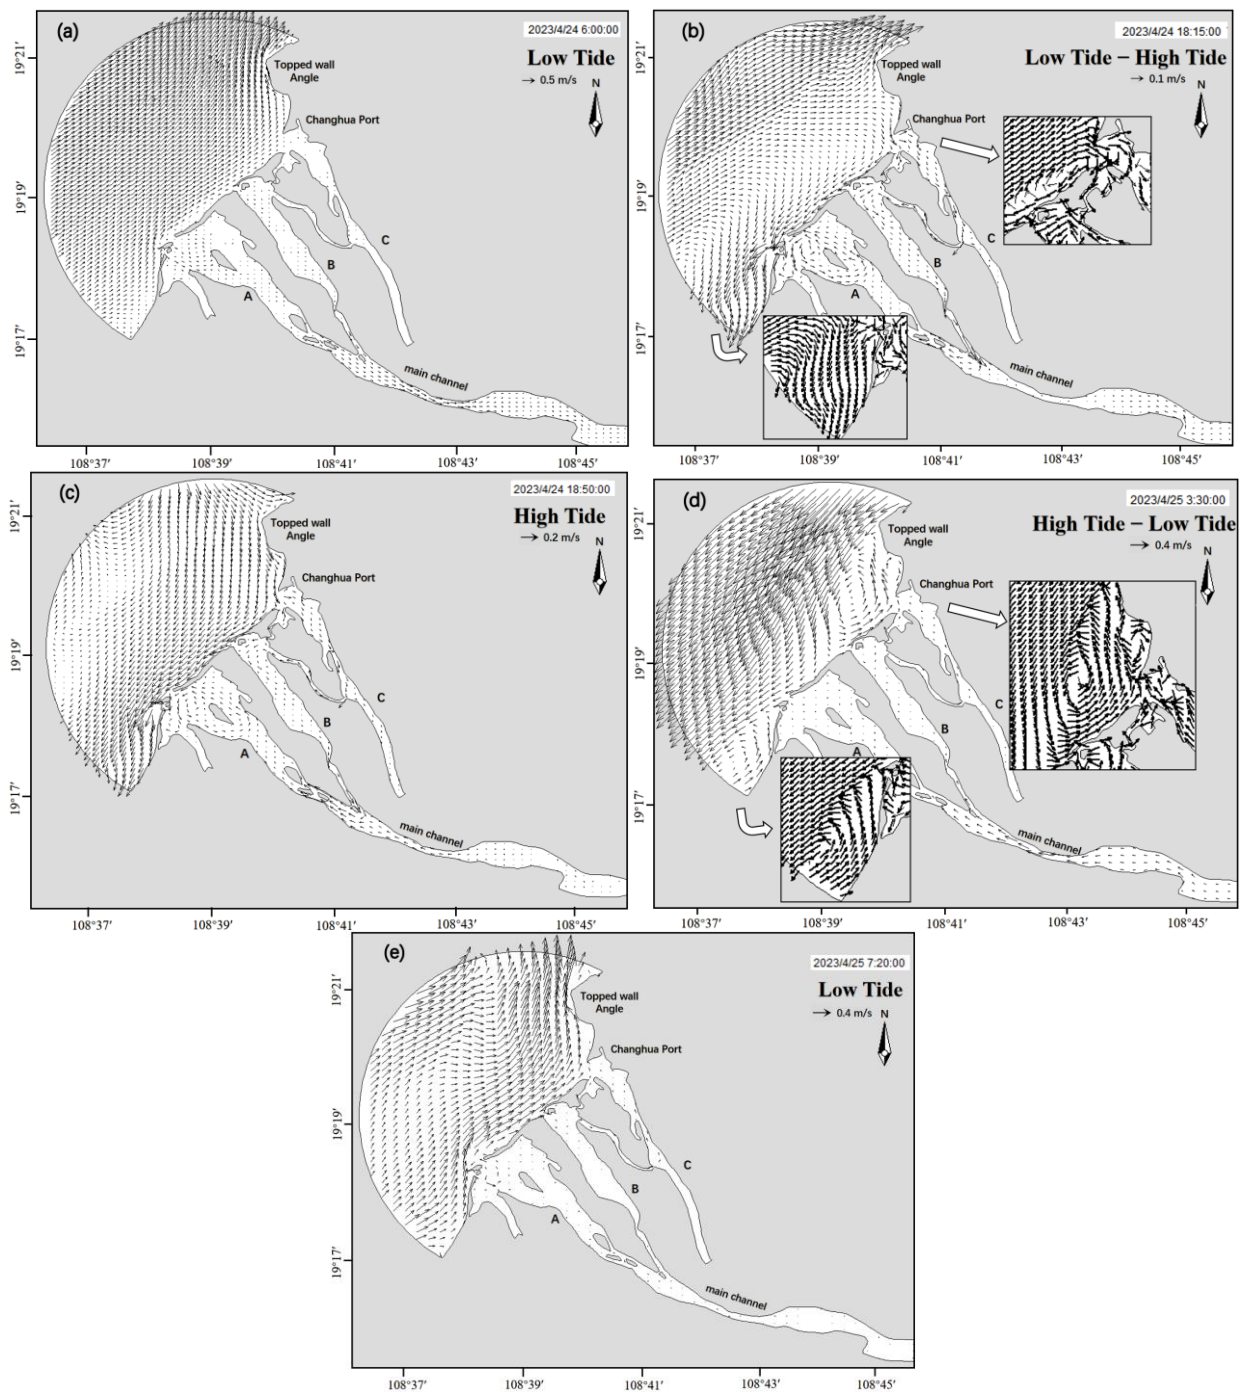 (a)
2023/4/24 6:00:00
Low Tide
0.5 m/s
N
Topped wall
Angle
Changhua Port
A
B
C
main channel
19°21′
19°19′
19°17′
108°37′
108°39′
108°41′
108°43′
108°45′
(b)
2023/4/24 18:15:00
Low Tide – High Tide
0.1 m/s
N
Topped wall
Angle
Changhua Port
A
B
C
main channel
19°21′
19°19′
19°17′
108°37′
108°39′
108°41′
108°43′
108°45′
(c)
2023/4/24 18:50:00
High Tide
0.2 m/s
N
Topped wall
Angle
Changhua Port
A
B
C
main channel
19°21′
19°19′
19°17′
108°37′
108°39′
108°41′
108°43′
108°45′
(d)
2023/4/25 3:30:00
High Tide – Low Tide
0.4 m/s
N
Topped wall
Angle
Changhua Port
A
B
C
main channel
19°21′
19°19′
19°17′
108°37′
108°39′
108°41′
108°43′
108°45′
(e)
2023/4/25 7:20:00
Low Tide
0.4 m/s
N
Topped wall
Angle
Changhua Port
A
B
C
main channel
19°21′
19°19′
19°17′
108°37′
108°39′
108°41′
108°43′
108°45′